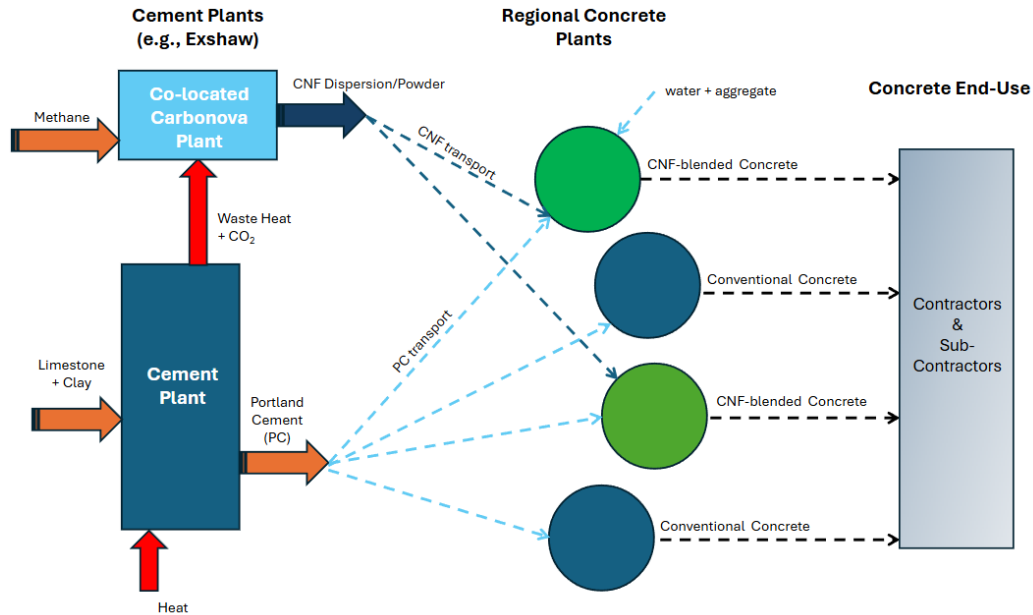 Cement Plants
(e.g., Exshaw)
Regional Concrete
Plants
Concrete End-Use
Co-located
Carbonova
Plant
CNF Dispersion/Powder
Methane
water + aggregate
CNF transport
CNF-blended Concrete
Waste Heat
+ CO₂
Conventional Concrete
Contractors
&
Sub-
Contractors
PC transport
Limestone
+ Clay
Cement
Plant
Portland
Cement
(PC)
CNF-blended Concrete
Conventional Concrete
Heat